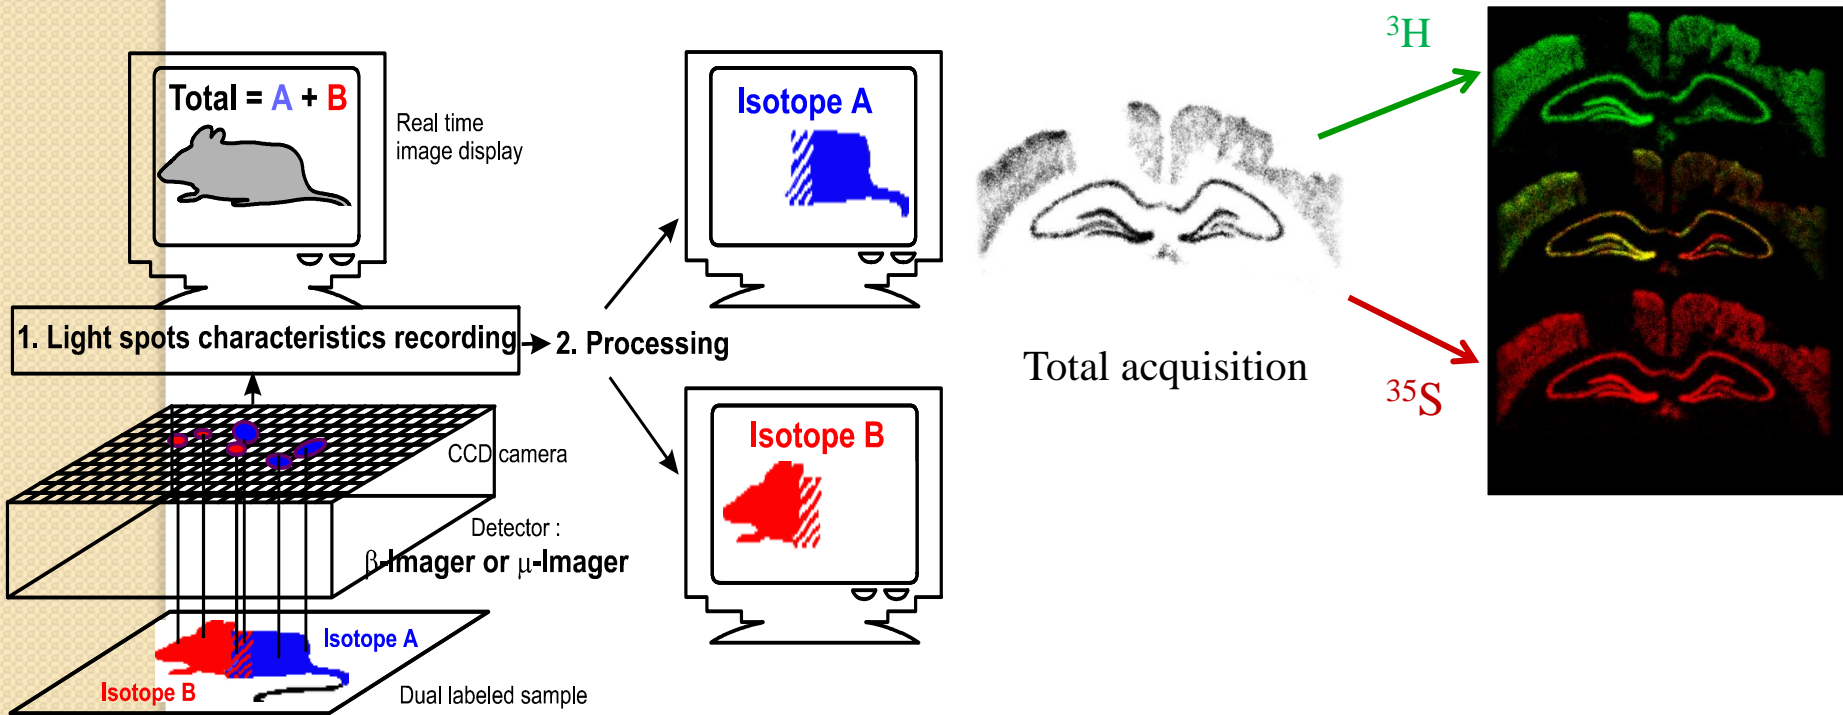 Total = A + B
Real time
image display
1. Light spots characteristics recording
2. Processing
CCD camera
Detector :
β-Imager or μ-Imager
Isotope A
Isotope B
Dual labeled sample
Isotope A
Isotope B
Total acquisition
³H
³⁵S